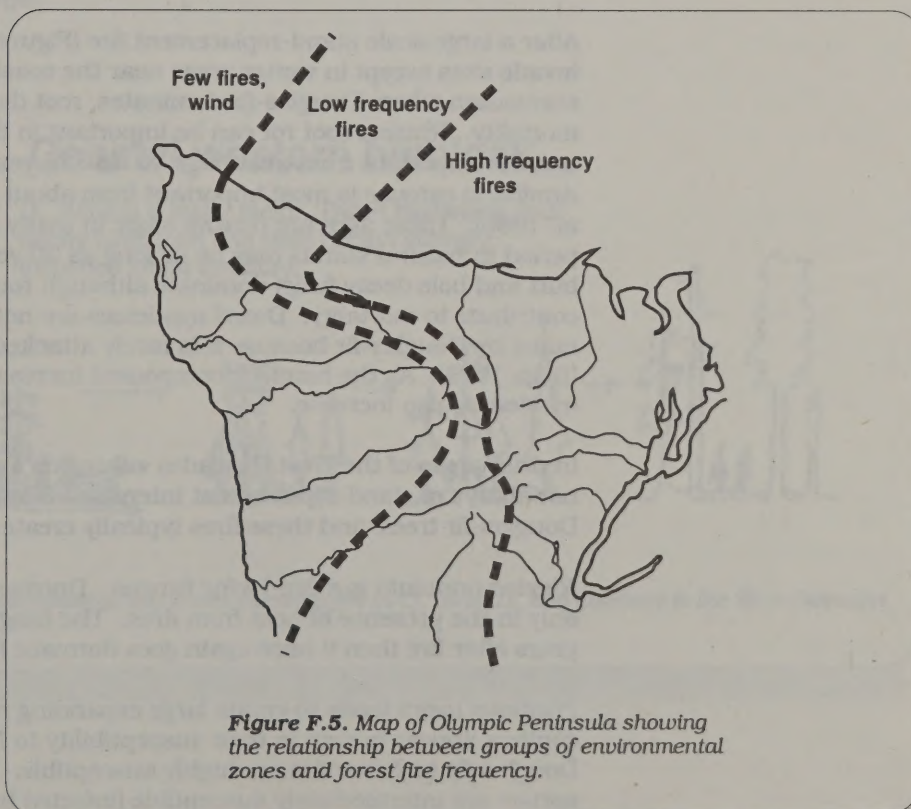 Few fires,
wind
Low frequency
fires
High frequency
fires
Figure F.5. Map of Olympic Peninsula showing
the relationship between groups of environmental
zones and forest fire frequency.